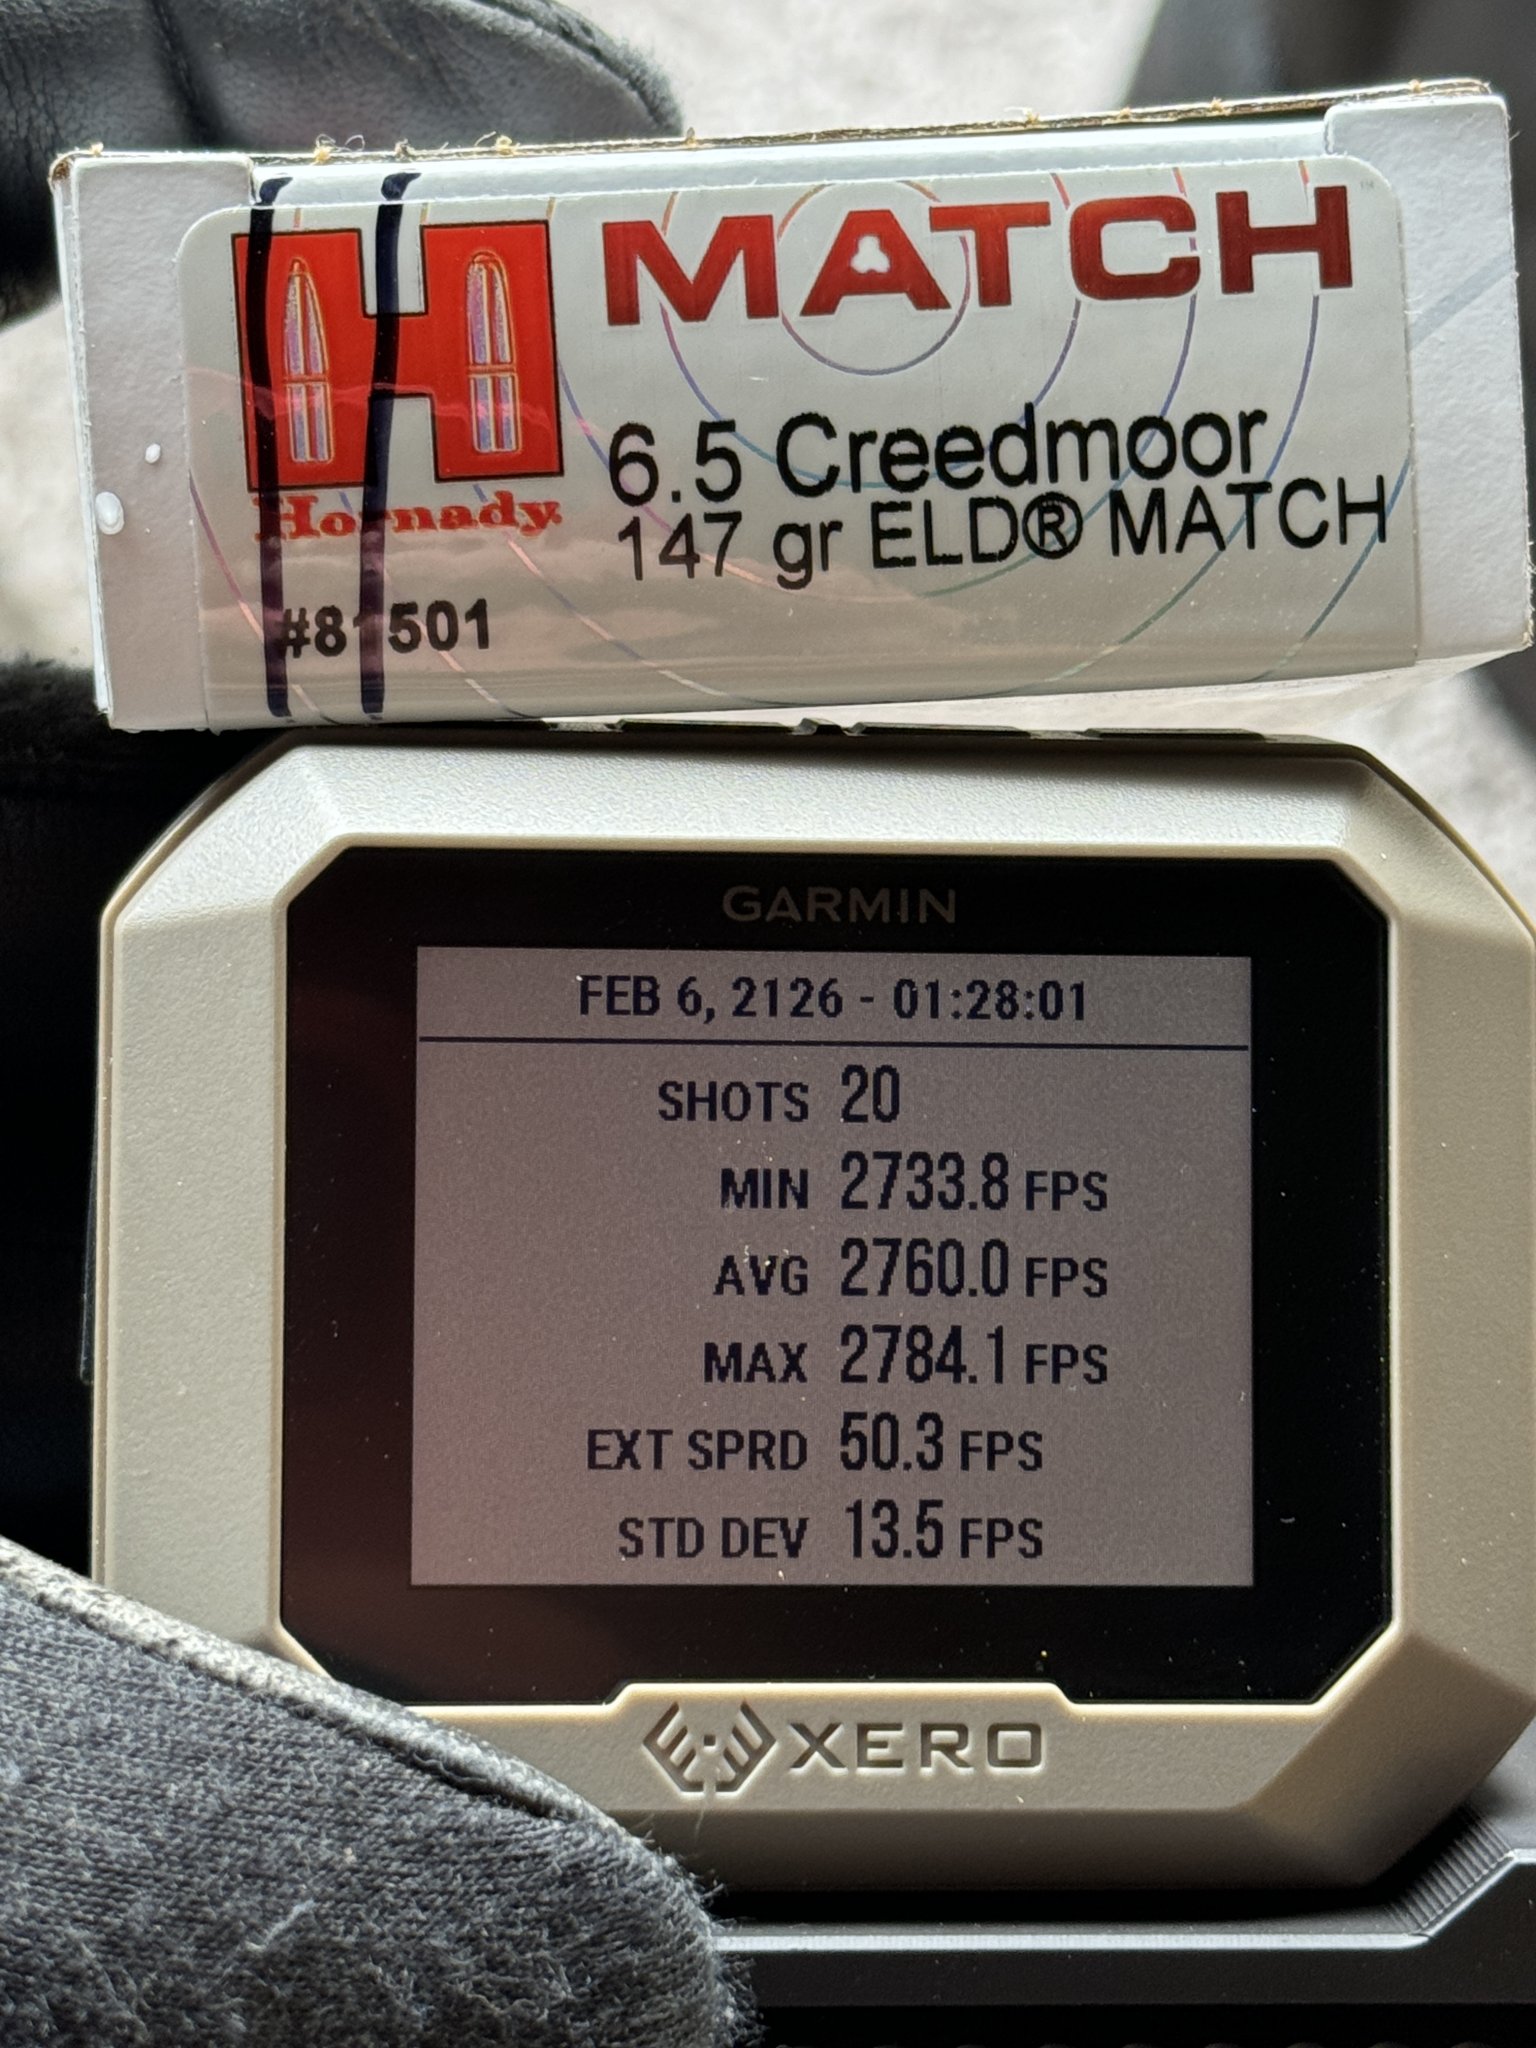 MATCH™
Hornady
6.5 Creedmoor
147 gr ELD® MATCH
#81501
GARMIN
FEB 6, 2126 - 01:28:01
SHOTS 20
MIN 2733.8 FPS
AVG 2760.0 FPS
MAX 2784.1 FPS
EXT SPRD 50.3 FPS
STD DEV 13.5 FPS
XERO